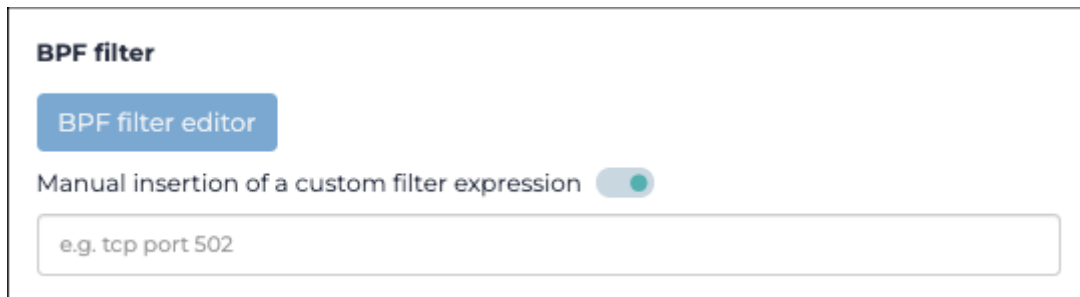 BPF filter
BPF filter editor
Manual insertion of a custom filter expression
e.g. tcp port 502